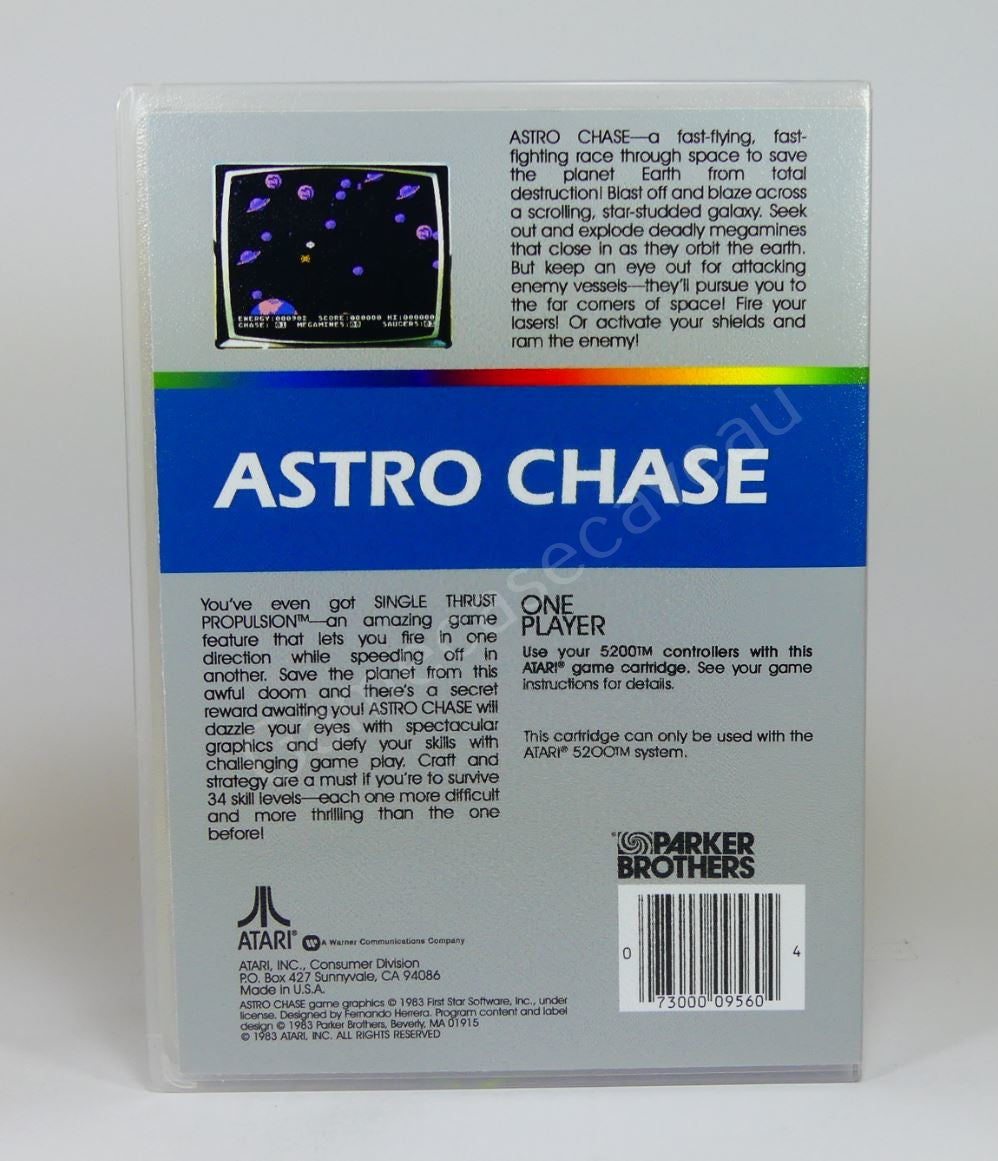 ASTRO CHASE—a fast-flying, fast-
fighting race through space to save
the planet Earth from total
destruction! Blast off and blaze across
a scrolling, star-studded galaxy. Seek
out and explode deadly megamines
that close in as they orbit the earth.
But keep an eye out for attacking
enemy vessels—they'll pursue you to
the far corners of space! Fire your
lasers! Or activate your shields and
ram the enemy!
SCORE:000000 HI:000000
CHASE: 01 MEGAMINES: SAUCERS:
ASTRO CHASE
You've even got SINGLE THRUST
PROPULSION™—an amazing game
feature that lets you fire in one
direction while speeding off in
another. Save the planet from this
awful doom and there's a secret
reward awaiting you! ASTRO CHASE will
dazzle your eyes with spectacular
graphics and defy your skills with
challenging game play. Craft and
strategy are a must if you're to survive
34 skill levels—each one more difficult
and more thrilling than the one
before!
ONE
PLAYER
Use your 5200™ controllers with this
ATARI® game cartridge. See your game
instructions for details.
This cartridge can only be used with the
ATARI® 5200™ system.
PARKER
BROTHERS
0 73000 09560 4
ATARI® A Warner Communications Company
ATARI, INC., Consumer Division
P.O. Box 427 Sunnyvale, CA 94086
Made in U.S.A.
ASTRO CHASE game graphics © 1983 First Star Software, Inc., under
license. Designed by Fernando Herrera. Program content and label
design © 1983 Parker Brothers, Beverly, MA 01915
© 1983 ATARI, INC. ALL RIGHTS RESERVED